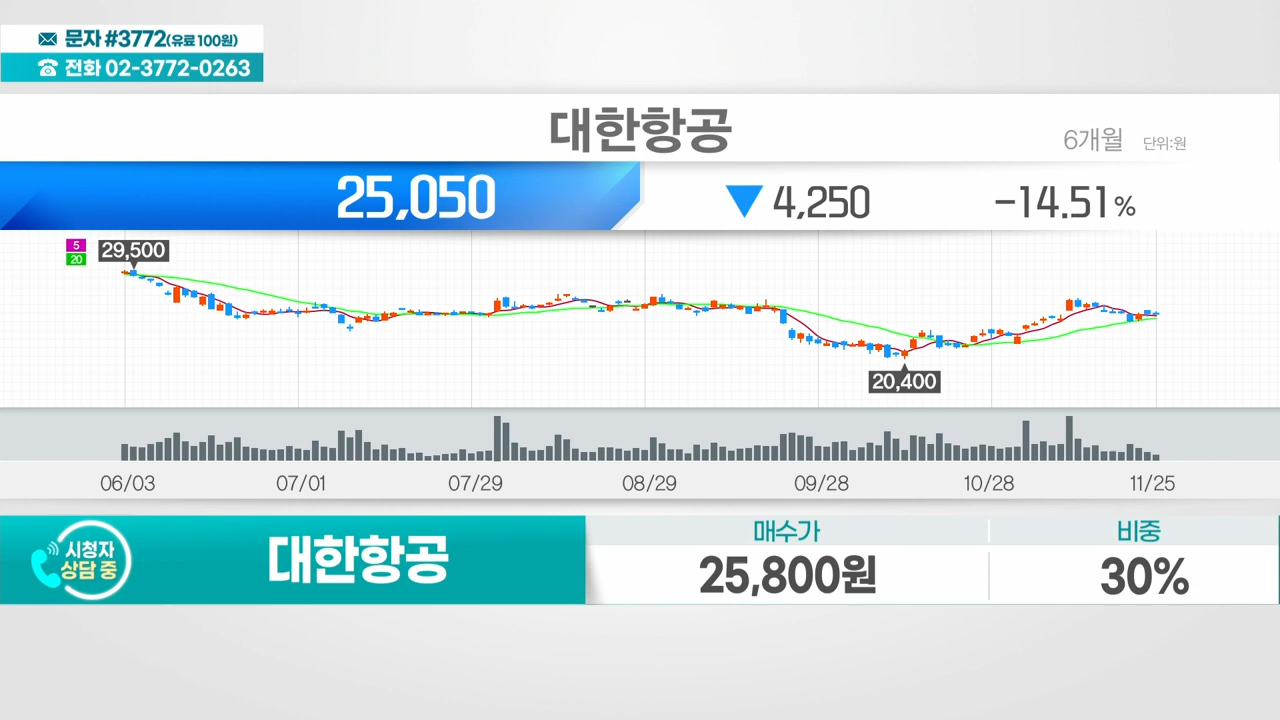 문자 #3772(유료 100원)
전화 02-3772-0263
대한항공
6개월 단위:원
25,050 ▼ 4,250 -14.51%
5
20
29,500
20,400
06/03 07/01 07/29 08/29 09/28 10/28 11/25
시청자
상담 중
대한항공
매수가 비중
25,800원 30%